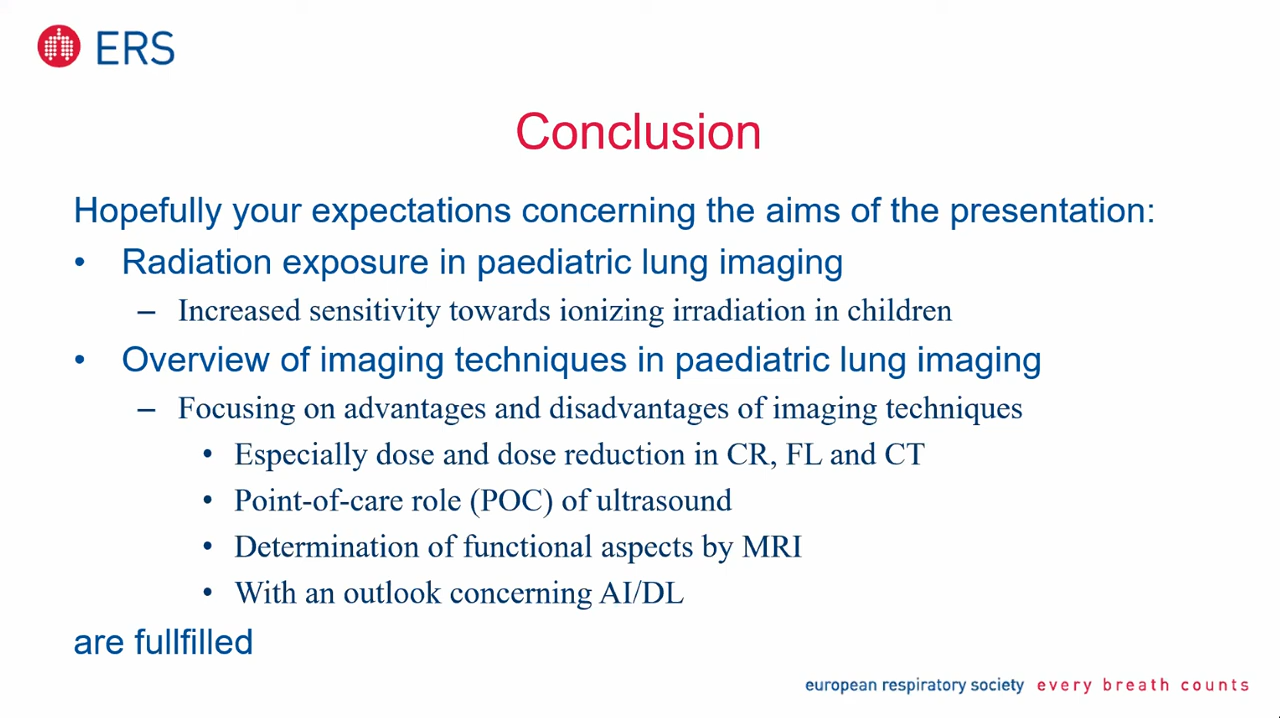 ERS
Conclusion
Hopefully your expectations concerning the aims of the presentation:
• Radiation exposure in paediatric lung imaging
– Increased sensitivity towards ionizing irradiation in children
• Overview of imaging techniques in paediatric lung imaging
– Focusing on advantages and disadvantages of imaging techniques
• Especially dose and dose reduction in CR, FL and CT
• Point-of-care role (POC) of ultrasound
• Determination of functional aspects by MRI
• With an outlook concerning AI/DL
are fullfilled
european respiratory society every breath counts